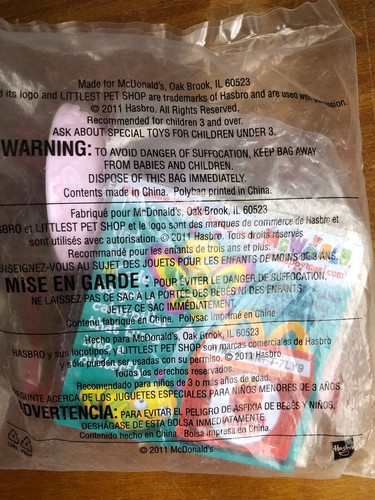 Made for McDonald's, Oak Brook, IL 60523
its logo and LITTLEST PET SHOP are trademarks of Hasbro and are used with
© 2011 Hasbro. All Rights Reserved.
Recommended for children 3 and over.
ASK ABOUT SPECIAL TOYS FOR CHILDREN UNDER 3.
WARNING: TO AVOID DANGER OF SUFFOCATION, KEEP BAG AWAY
FROM BABIES AND CHILDREN.
DISPOSE OF THIS BAG IMMEDIATELY.
Contents made in China. Polybag printed in China.
Fabriqué pour McDonald's, Oak Brook, IL 60523
et LITTLEST PET SHOP et le logo sont des marques de commerce de Hasbro et
sont utilisés avec autorisation. © 2011 Hasbro. Tous droits réservés
Recommandé pour les enfants de trois ans et plus.
AU SUJET DES JOUETS POUR LES ENFANTS DE MOINS DE 3 ANS.
MISE EN GARDE: POUR ÉVITER LE DANGER DE SUFFOCATION,
NE LAISSEZ PAS CE SAC À LA PORTÉE DES BÉBÉS NI DES ENFANTS.
JETEZ CE SAC IMMÉDIATEMENT.
Contenu fabriqué en Chine. Polysac imprimé en Chine
Hecho para McDonald's, Oak Brook, IL 60523
HASBRO y sus logotipos, y LITTLEST PET SHOP son marcas comerciales de Hasbro
y sólo pueden ser usadas con su permiso. © 2011 Hasbro.
Todos los derechos reservados.
Recomendado para niños de 3 o más años de edad.
ACERCA DE LOS JUGUETES ESPECIALES PARA NIÑOS MENORES DE 3 AÑOS.
ADVERTENCIA: PARA EVITAR EL PELIGRO DE ASFIXIA DE BEBÉS Y NIÑOS,
DESHÁGASE DE ESTA BOLSA INMEDIATAMENTE.
Contenido hecho en China. Bolsa impresa en China.
© 2011 McDonald's
Hasbro